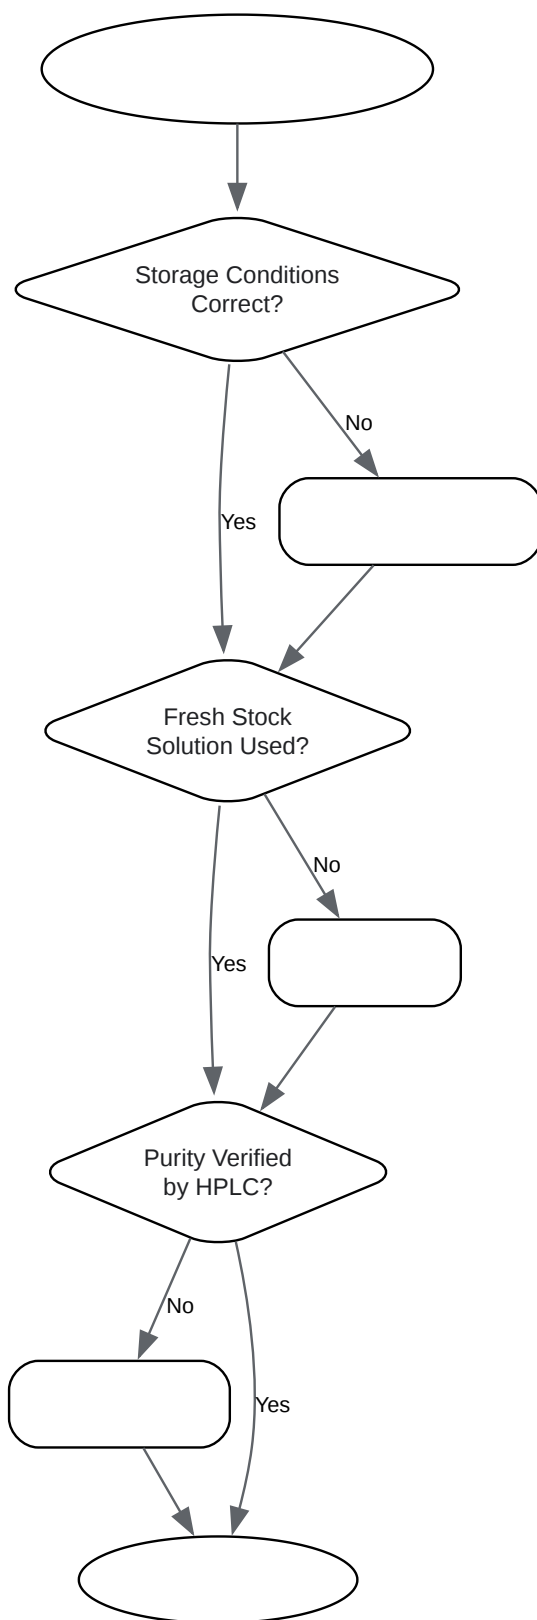 Storage Conditions
Correct?
No
Yes
Fresh Stock
Solution Used?
No
Yes
Purity Verified
by HPLC?
No
Yes